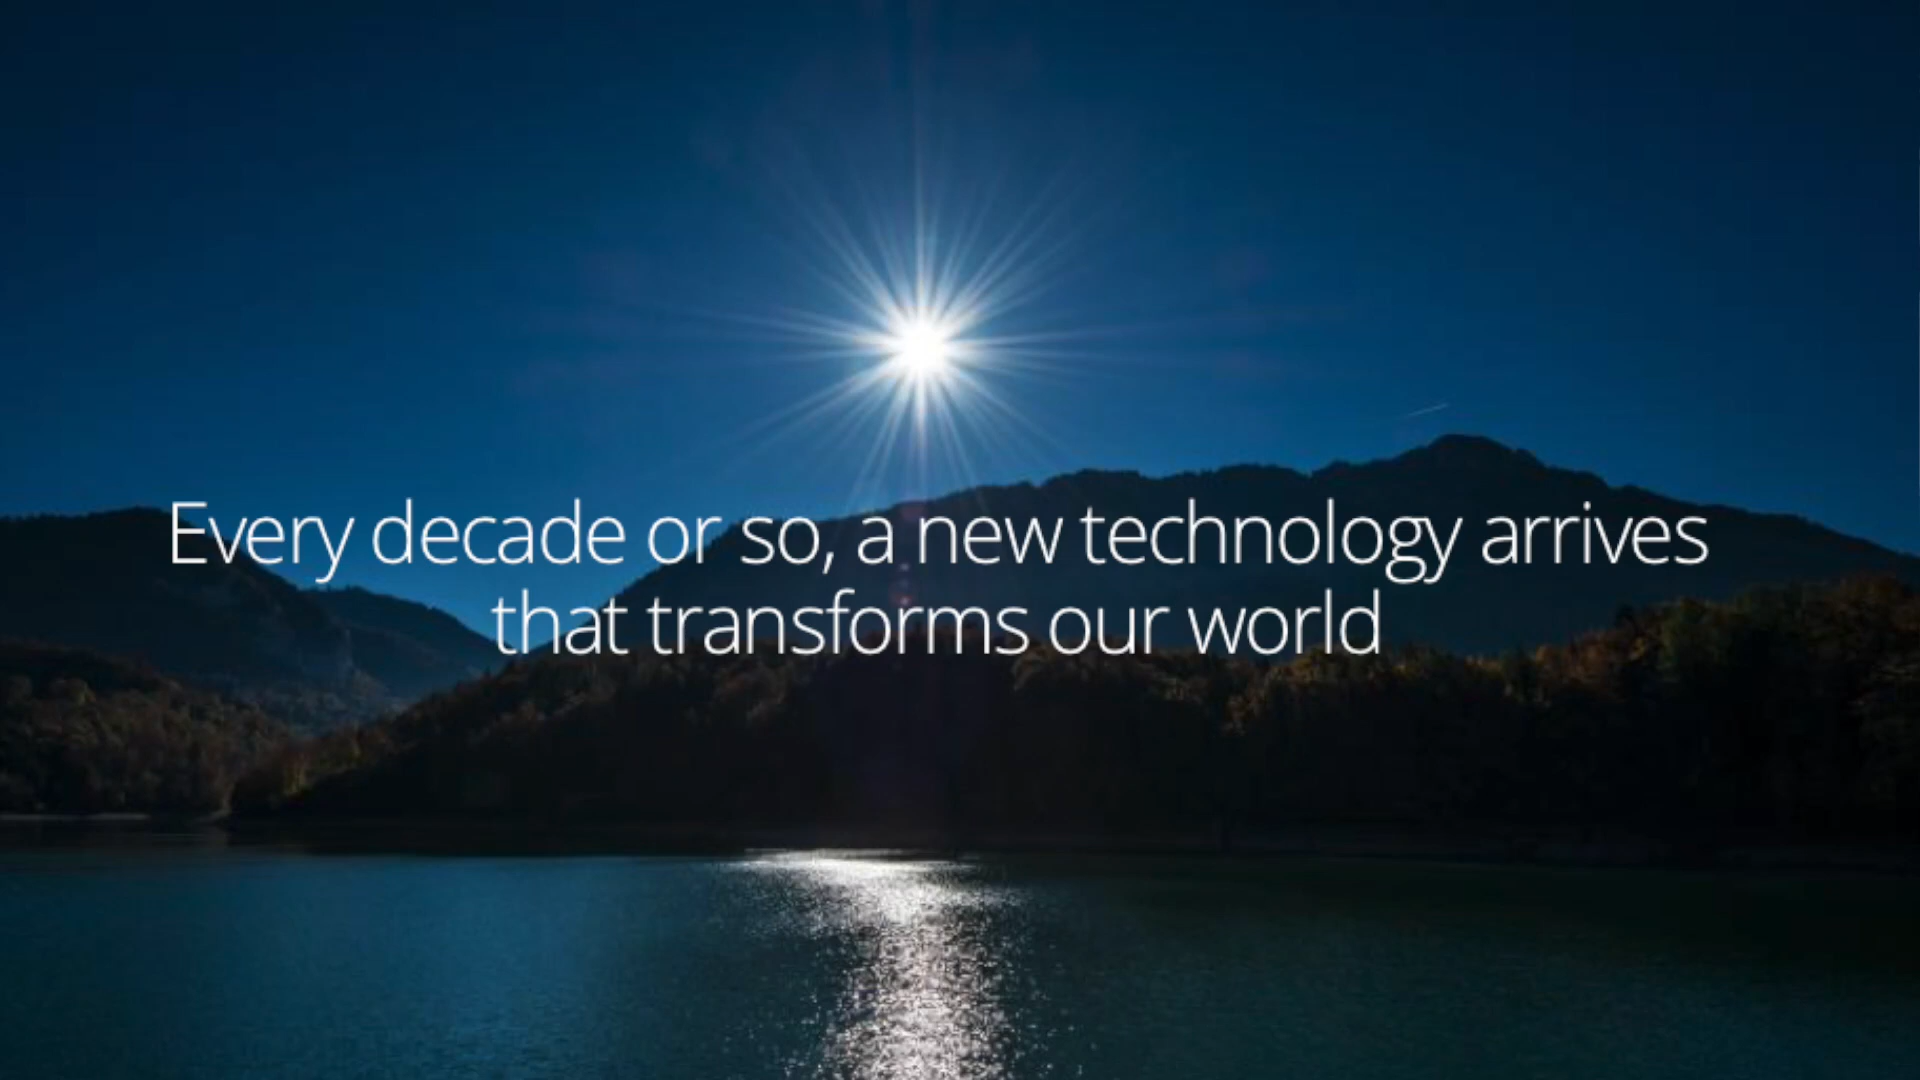 Every decade or so, a new technology arrives
that transforms our world